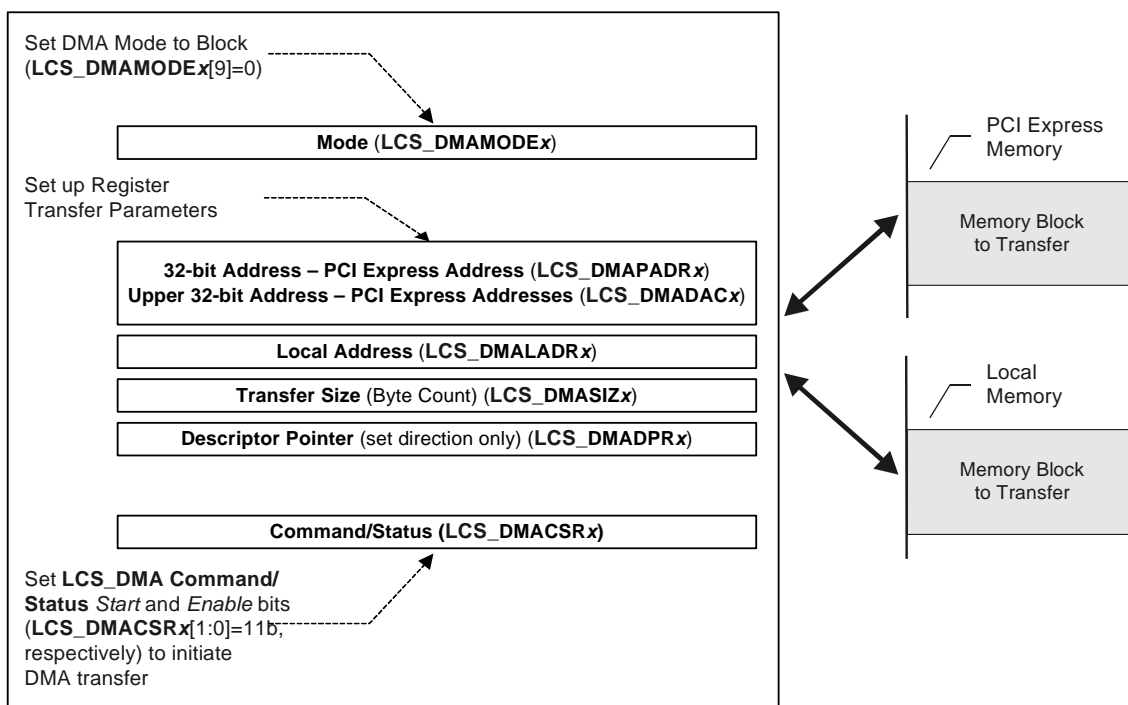 Set DMA Mode to Block
(LCS_DMAMODEx[9]=0)
Mode (LCS_DMAMODEx)
Set up Register
Transfer Parameters
32-bit Address – PCI Express Address (LCS_DMAPADRx)
Upper 32-bit Address – PCI Express Addresses (LCS_DMADACx)
Local Address (LCS_DMALADRx)
Transfer Size (Byte Count) (LCS_DMASIZx)
Descriptor Pointer (set direction only) (LCS_DMADPRx)
Command/Status (LCS_DMACSRx)
Set LCS_DMA Command/
Status Start and Enable bits
(LCS_DMACSRx[1:0]=11b,
respectively) to initiate
DMA transfer
PCI Express
Memory
Memory Block
to Transfer
Local
Memory
Memory Block
to Transfer